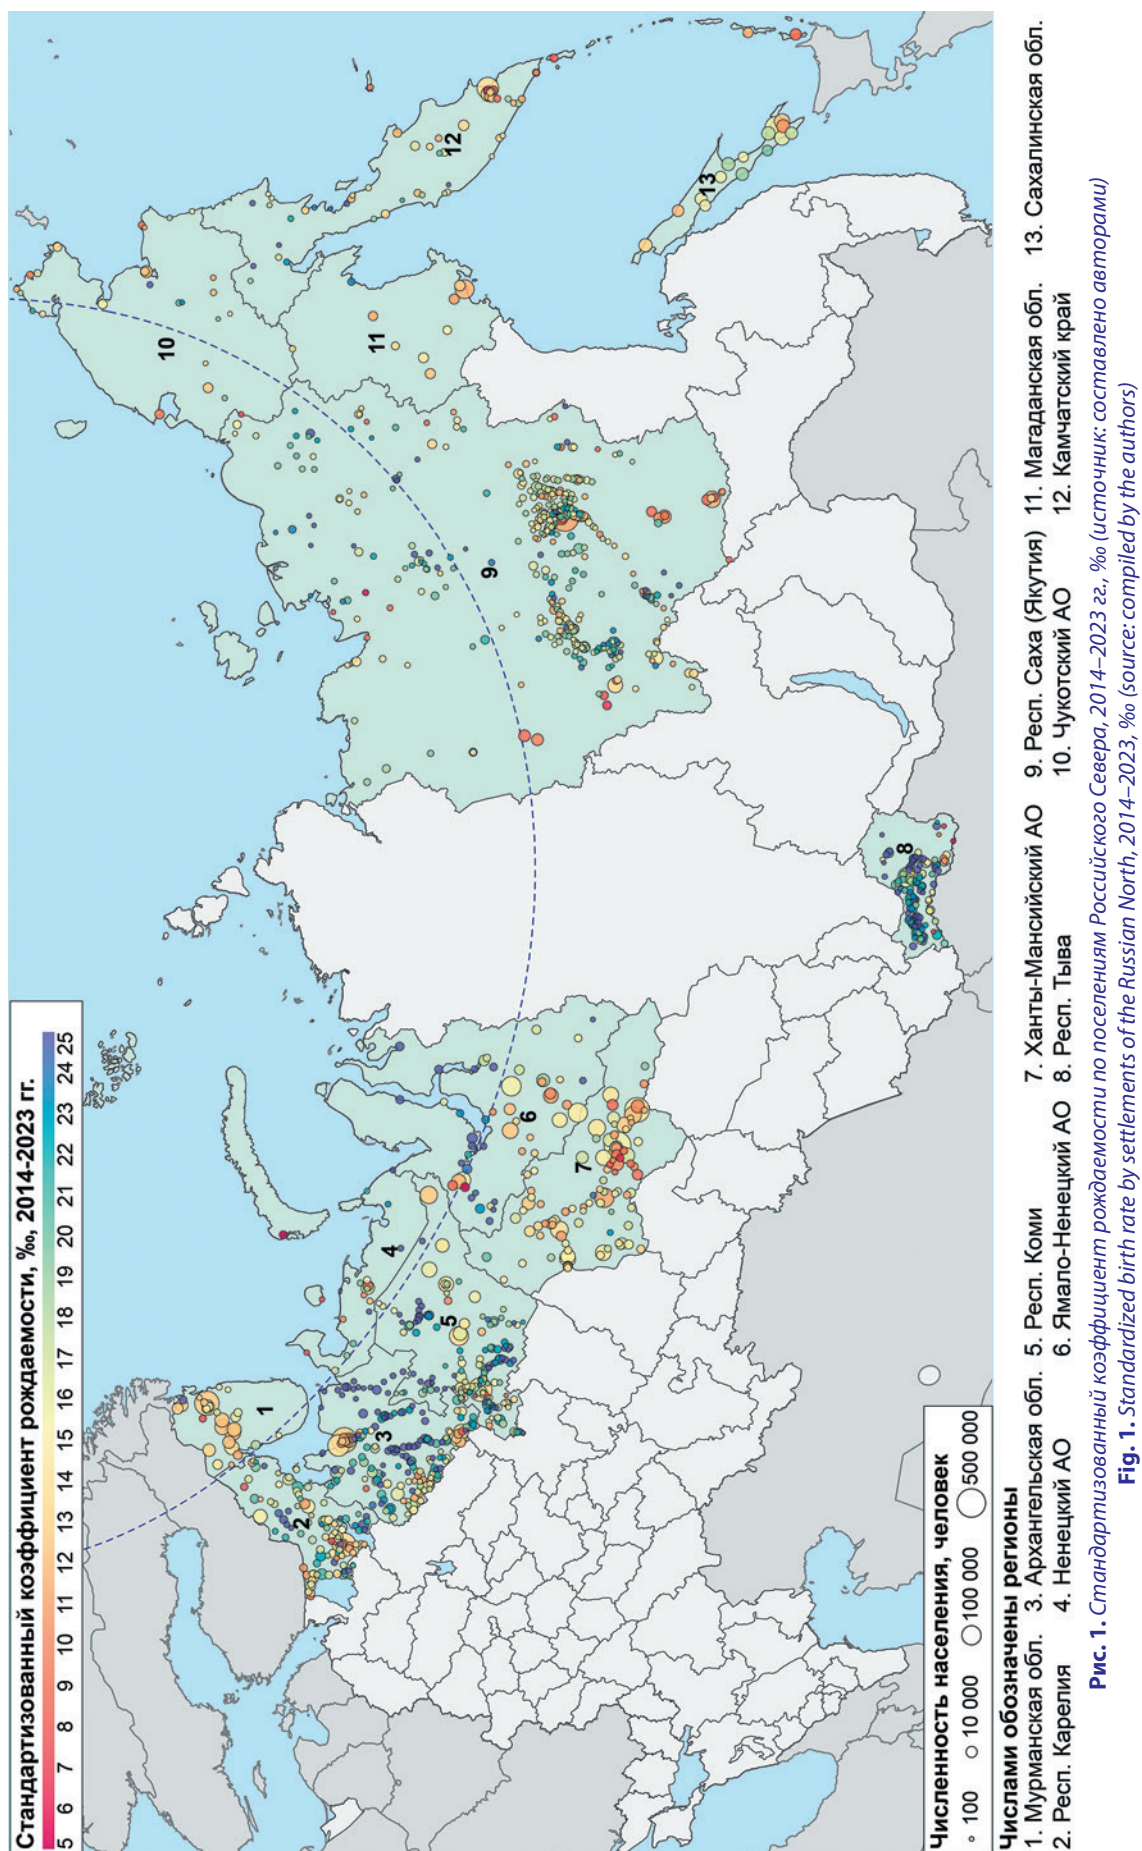 Стандартизованный коэффициент рождаемости, ‰, 2014-2023 гг.
5 6 7 8 9 10 11 12 13 14 15 16 17 18 19 20 21 22 23 24 25
1
2
3
4
5
6
7
8
9
10
11
12
13
Численность населения, человек
100 10 000 100 000 500 000
Числами обозначены регионы
1. Мурманская обл. 3. Архангельская обл. 5. Респ. Коми 7. Ханты-Мансийский АО 9. Респ. Саха (Якутия) 11. Магаданская обл. 13. Сахалинская обл.
2. Респ. Карелия 4. Ненецкий АО 6. Ямало-Ненецкий АО 8. Респ. Тыва 10. Чукотский АО 12. Камчатский край
Рис. 1. Стандартизованный коэффициент рождаемости по поселениям Российского Севера, 2014–2023 гг., ‰ (источник: составлено авторами)
Fig. 1. Standardized birth rate by settlements of the Russian North, 2014–2023, ‰ (source: compiled by the authors)